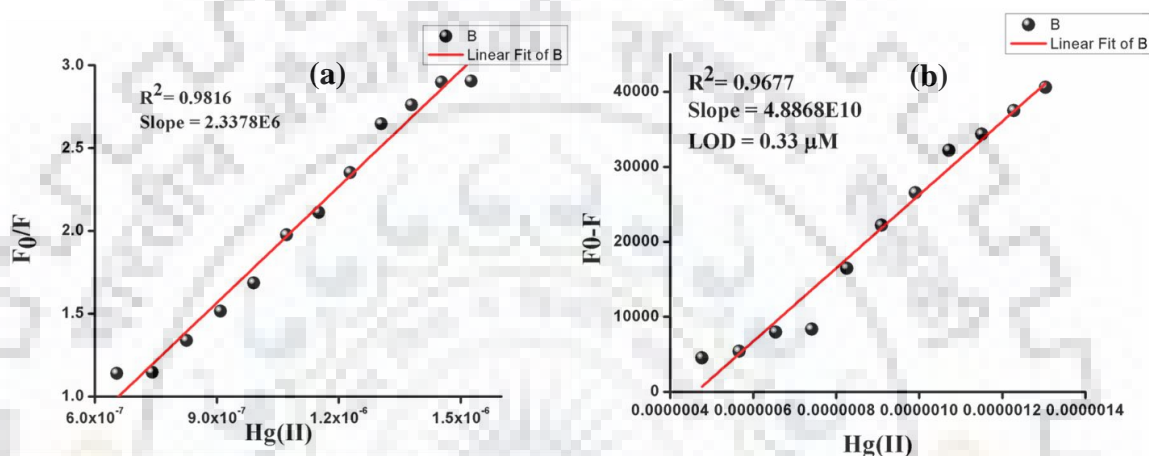 B
Linear Fit of B
(a)
R² = 0.9816
Slope = 2.3378E6
3.0
2.5
2.0
1.5
1.0
F₀/F
6.0x10⁻⁷ 9.0x10⁻⁷ 1.2x10⁻⁶ 1.5x10⁻⁶
Hg(II)
B
Linear Fit of B
(b)
R² = 0.9677
Slope = 4.8868E10
LOD = 0.33 µM
40000
30000
20000
10000
0
F0-F
0.0000004 0.0000006 0.0000008 0.0000010 0.0000012 0.0000014
Hg(II)